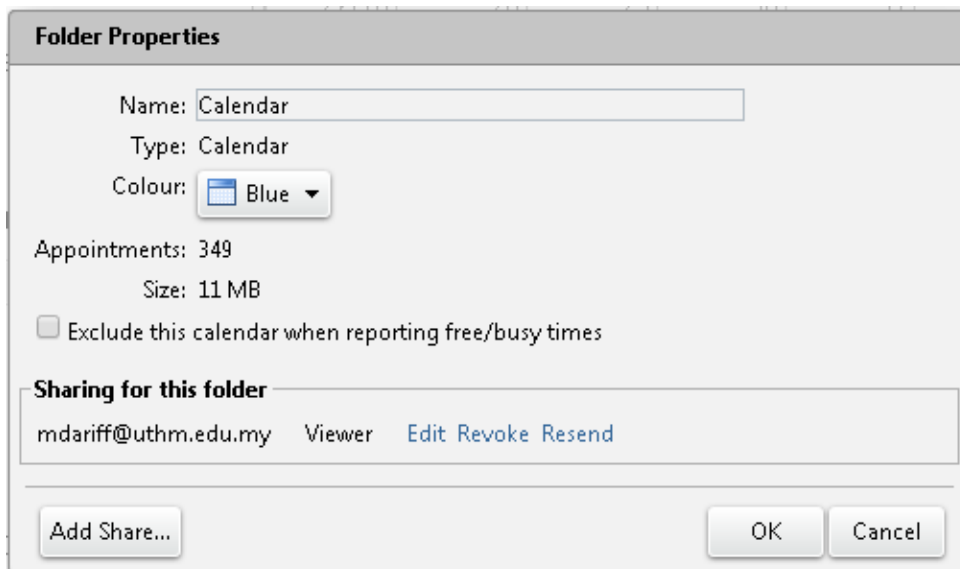 Folder Properties
Name: Calendar
Type: Calendar
Colour: Blue
Appointments: 349
Size: 11 MB
Exclude this calendar when reporting free/busy times
Sharing for this folder
mdariff@uthm.edu.my Viewer Edit Revoke Resend
Add Share... OK Cancel